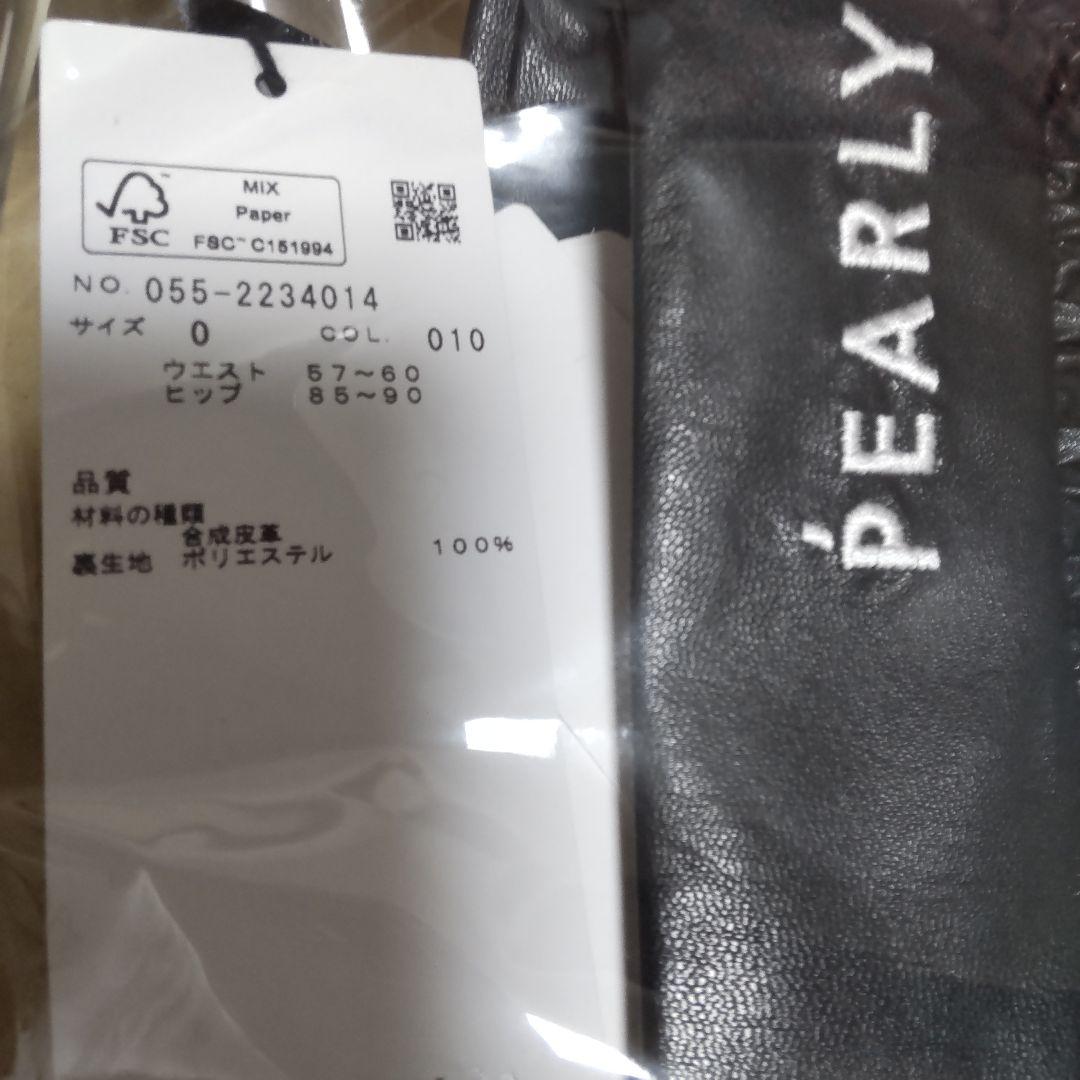 MIX
Paper
FSC™ C151994
FSC
NO. 055-2234014
サイズ 0 COL. 010
ウエスト 57～60
ヒップ 85～90
品質
材料の種類
合成皮革
裏生地 ポリエステル 100%
ṔEARLY